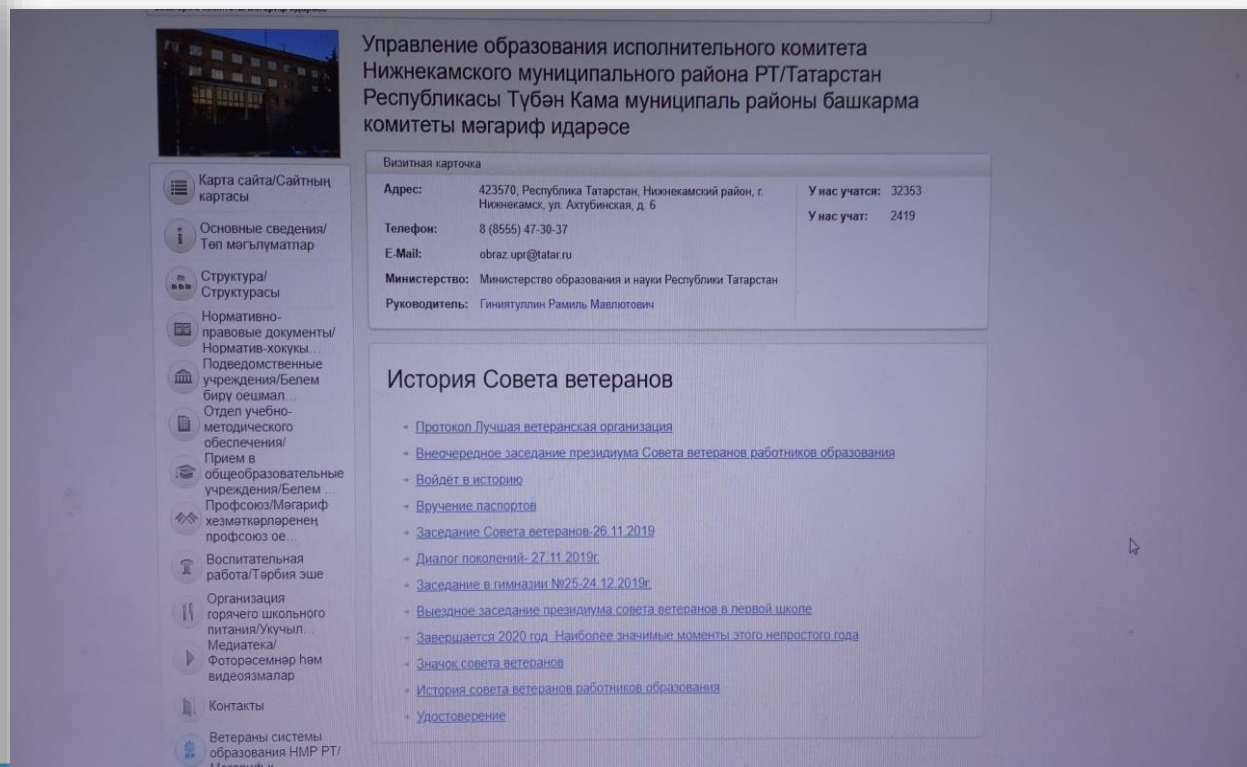 Управление образования исполнительного комитета
Нижнекамского муниципального района РТ/Татарстан
Республикасы Түбән Кама муниципаль районы башкарма
комитеты мәгариф идарәсе
Карта сайта/Сайтның
картасы
Основные сведения/
Төп мәгълүматлар
Структура/
Структурасы
Нормативно-
правовые документы/
Норматив-хокукы...
Подведомственные
учреждения/Белем
бирү оешмал...
Отдел учебно-
методического
обеспечения/
Прием в
общеобразовательные
учреждения/Белем ...
Профсоюз/Мәгариф
хезмәткәрләренең
профсоюз ое...
Воспитательная
работа/Тәрбия эше
Организация
горячего школьного
питания/Укучыл...
Медиатека/
Фоторәсемнәр һәм
видеоязмалар
Контакты
Ветераны системы
образования НМР РТ/
Визитная карточка
Адрес: 423570, Республика Татарстан, Нижнекамский район, г.
Нижнекамск, ул. Ахтубинская, д. 6
Телефон: 8 (8555) 47-30-37
E-Mail: obraz.upr@tatar.ru
Министерство: Министерство образования и науки Республики Татарстан
Руководитель: Гиниятуллин Рамиль Мавлютович
У нас учатся: 32353
У нас учат: 2419
История Совета ветеранов
Протокол Лучшая ветеранская организация
Внеочередное заседание президиума Совета ветеранов работников образования
Войдёт в историю
Вручение паспортов
Заседание Совета ветеранов-26.11.2019
Диалог поколений- 27.11.2019г.
Заседание в гимназии №25-24.12.2019г.
Выездное заседание президиума совета ветеранов в первой школе
Завершается 2020 год. Наиболее значимые моменты этого непростого года
Значок совета ветеранов
История совета ветеранов работников образования
Удостоверение